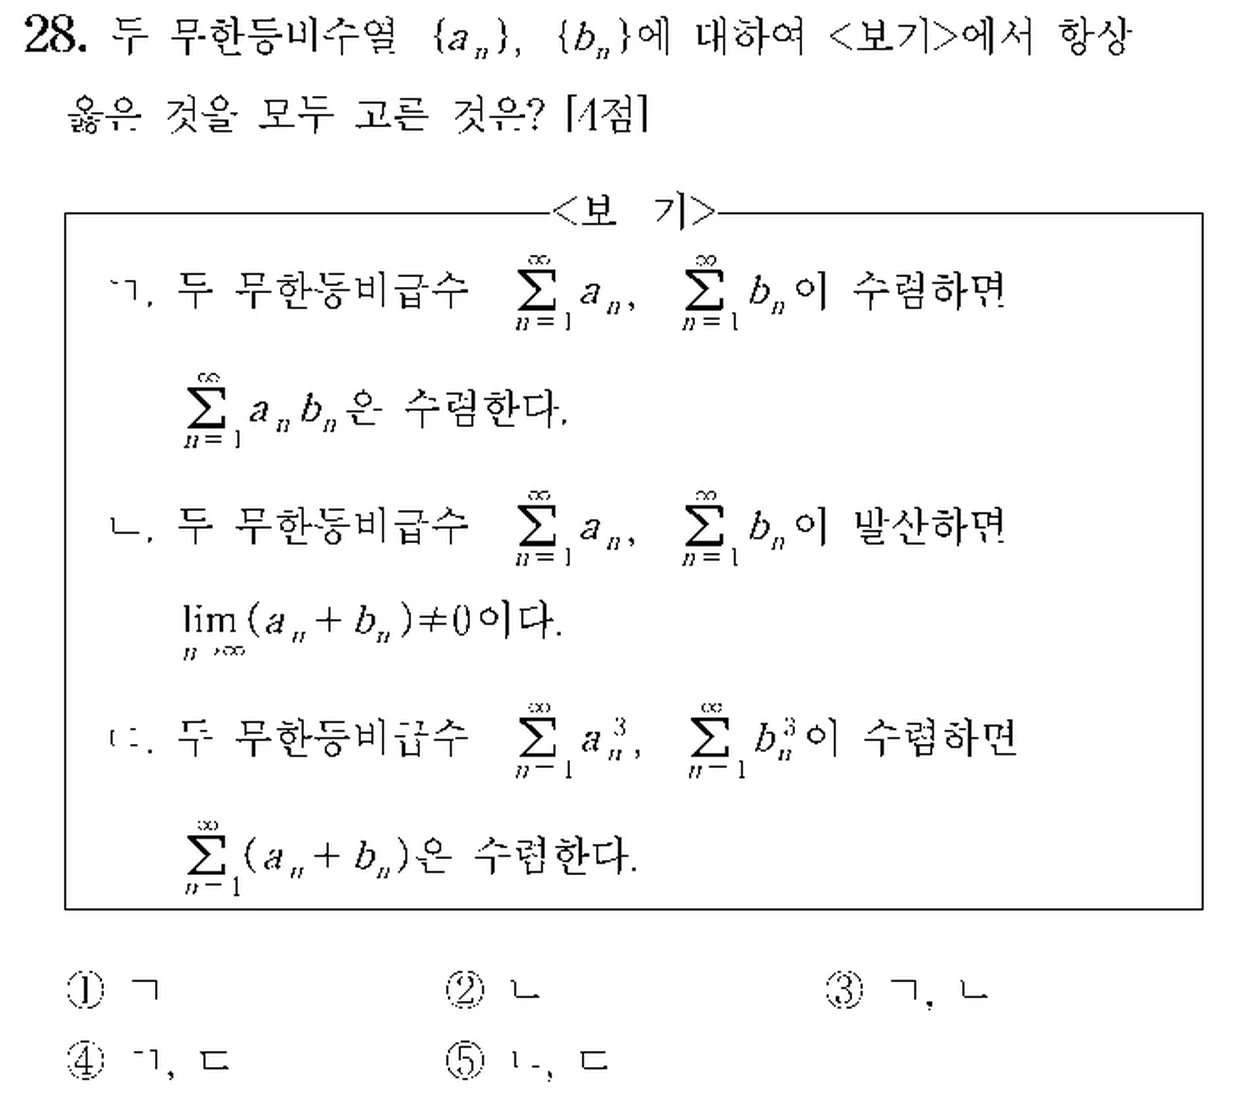 28. 두 무한등비수열 {aₙ}, {bₙ}에 대하여 <보기>에서 항상
옳은 것을 모두 고른 것은? [4점]
<보 기>
ㄱ. 두 무한등비급수 ∑_{n=1}^{∞} aₙ, ∑_{n=1}^{∞} bₙ이 수렴하면
∑_{n=1}^{∞} aₙbₙ은 수렴한다.
ㄴ. 두 무한등비급수 ∑_{n=1}^{∞} aₙ, ∑_{n=1}^{∞} bₙ이 발산하면
lim_{n→∞} (aₙ + bₙ)≠0이다.
ㄷ. 두 무한등비급수 ∑_{n=1}^{∞} aₙ³, ∑_{n=1}^{∞} bₙ³이 수렴하면
∑_{n=1}^{∞} (aₙ + bₙ)은 수렴한다.
① ㄱ ② ㄴ ③ ㄱ, ㄴ
④ ㄱ, ㄷ ⑤ ㄴ, ㄷ